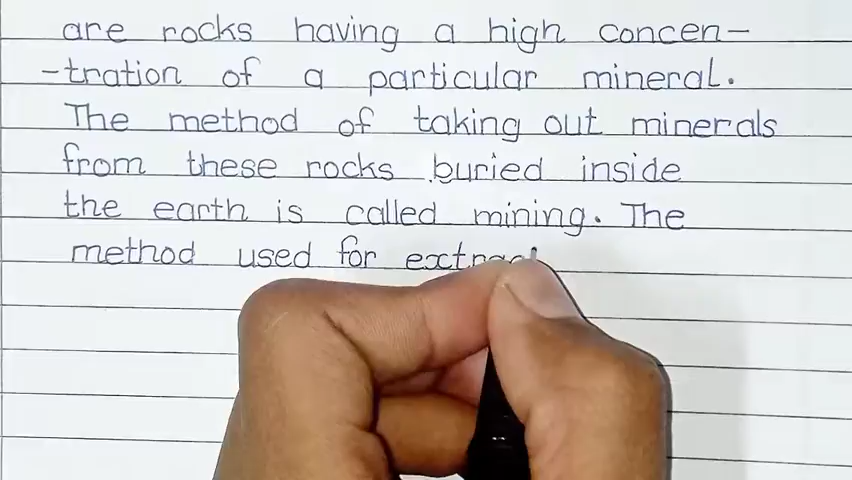 are rocks having a high concen-
-tration of a particular mineral.
The method of taking out minerals
from these rocks buried inside
the earth is called mining. The
method used for